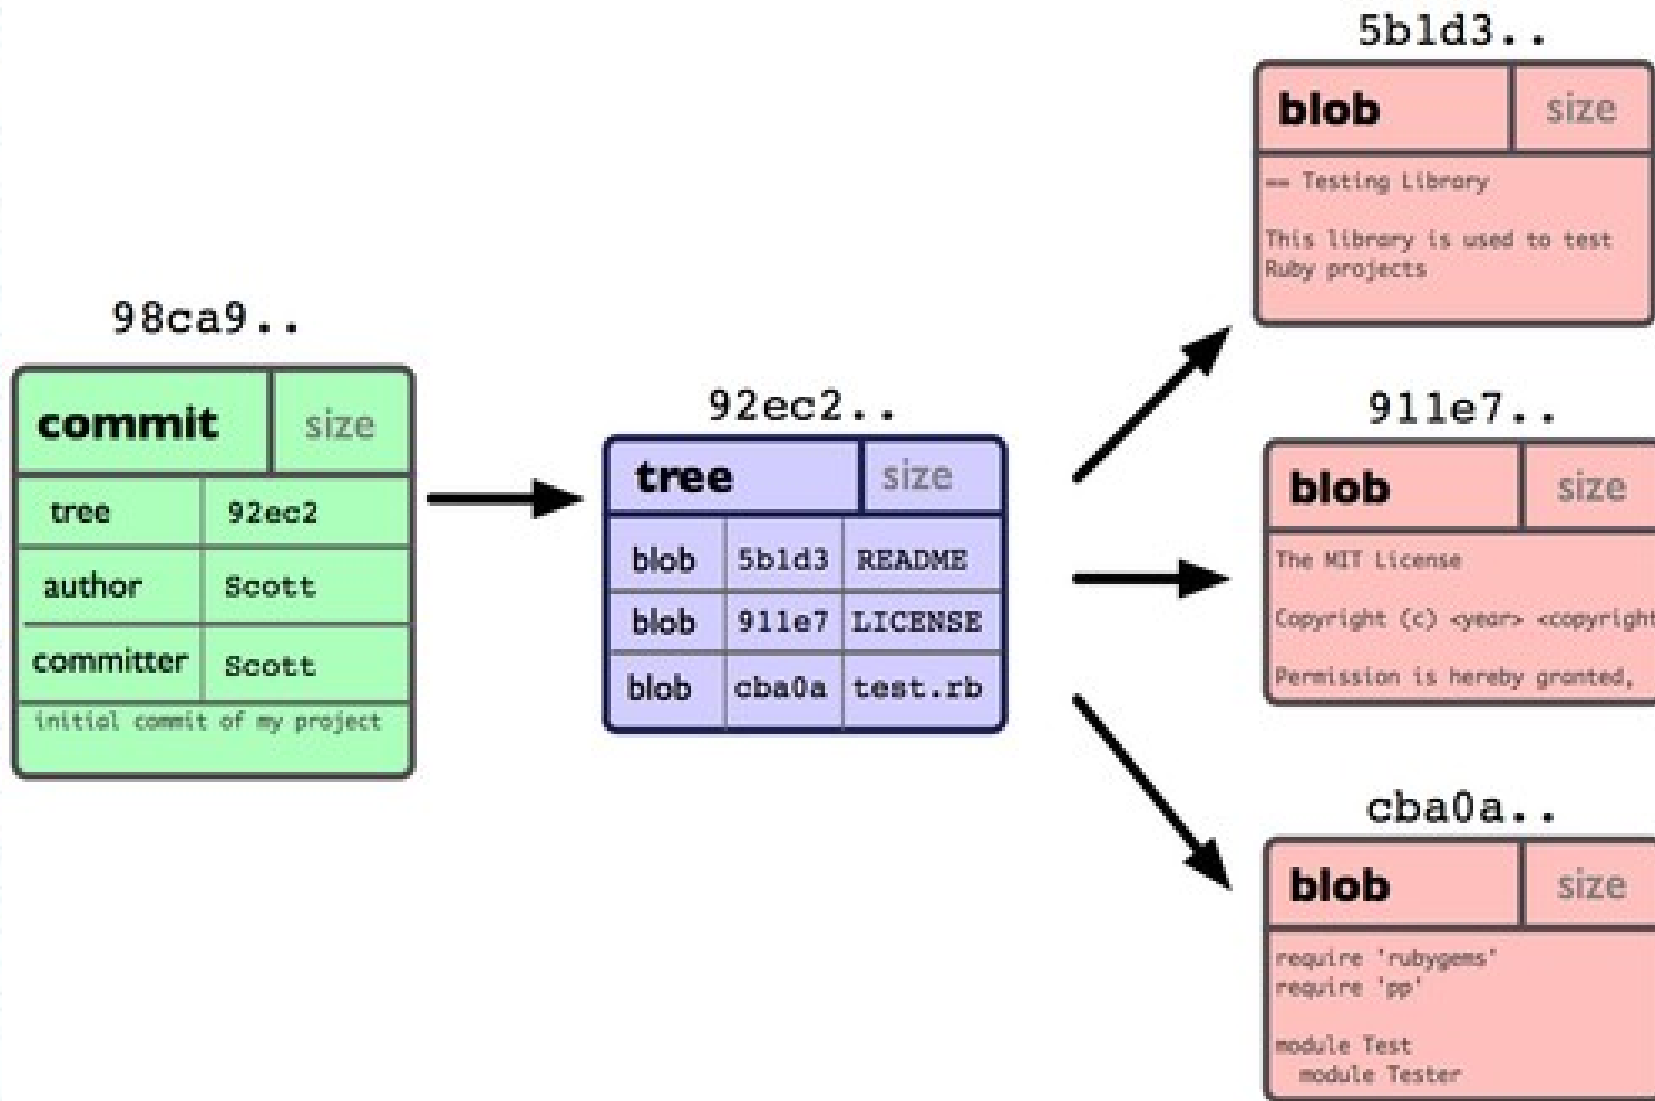 98ca9..
commit size
tree 92ec2
author Scott
committer Scott
initial commit of my project
92ec2..
tree size
blob 5b1d3 README
blob 911e7 LICENSE
blob cba0a test.rb
5b1d3..
blob size
== Testing Library
This library is used to test
Ruby projects
911e7..
blob size
The MIT License
Copyright (c) <year> <copyright
Permission is hereby granted,
cba0a..
blob size
require 'rubygems'
require 'pp'
module Test
module Tester